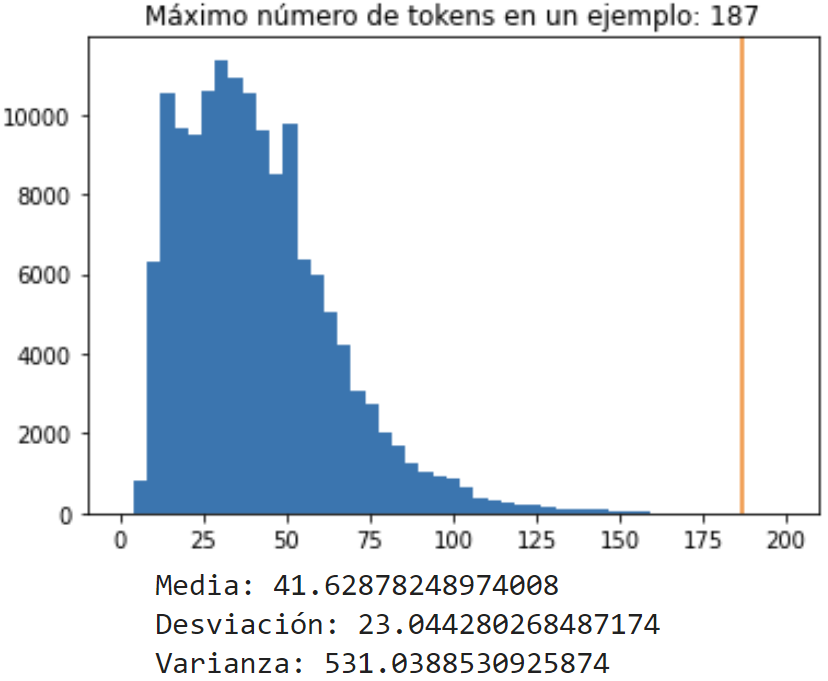 Máximo número de tokens en un ejemplo: 187
10000
8000
6000
4000
2000
0
0 25 50 75 100 125 150 175 200
Media: 41.62878248974008
Desviación: 23.044280268487174
Varianza: 531.0388530925874